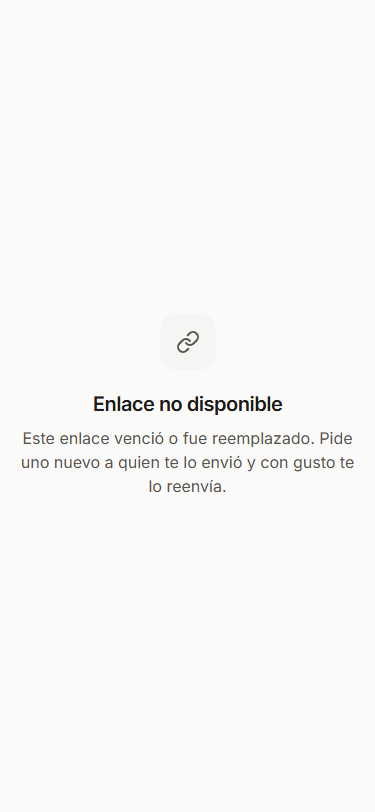 Enlace no disponible
Este enlace venció o fue reemplazado. Pide
uno nuevo a quien te lo envió y con gusto te
lo reenvía.